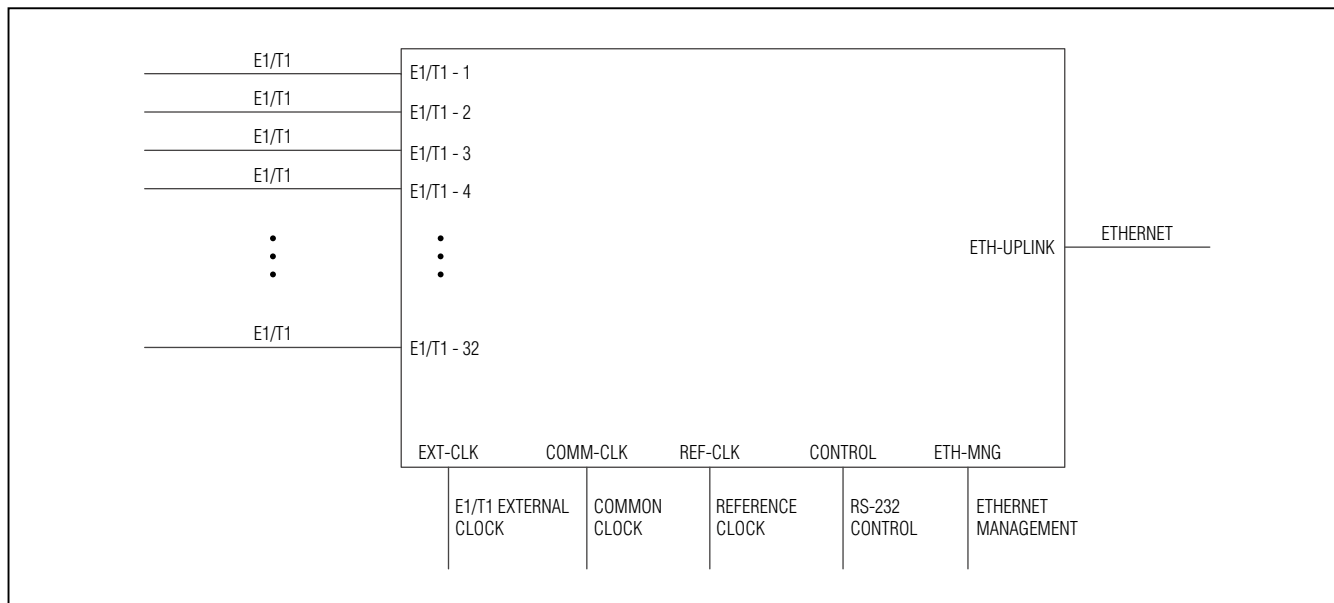 E1/T1
E1/T1 - 1
E1/T1
E1/T1 - 2
E1/T1
E1/T1 - 3
E1/T1
E1/T1 - 4
ETH-UPLINK
ETHERNET
E1/T1
E1/T1 - 32
EXT-CLK
COMM-CLK
REF-CLK
CONTROL
ETH-MNG
E1/T1 EXTERNAL
CLOCK
COMMON
CLOCK
REFERENCE
CLOCK
RS-232
CONTROL
ETHERNET
MANAGEMENT